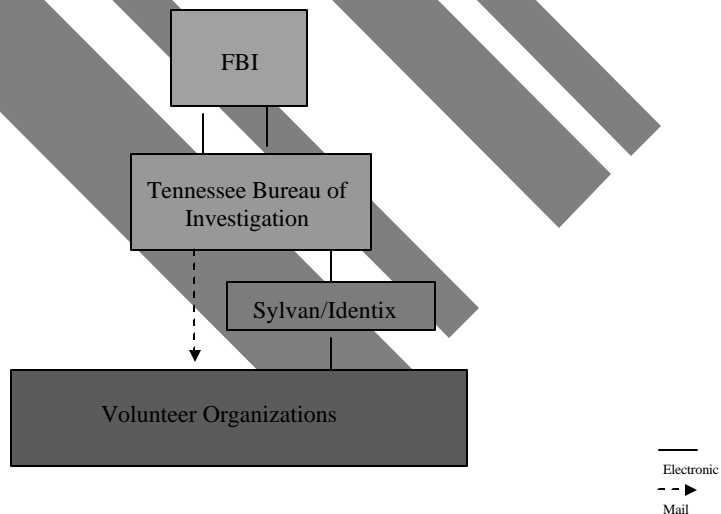 FBI
Tennessee Bureau of
Investigation
Sylvan/Identix
Volunteer Organizations
Electronic
Mail